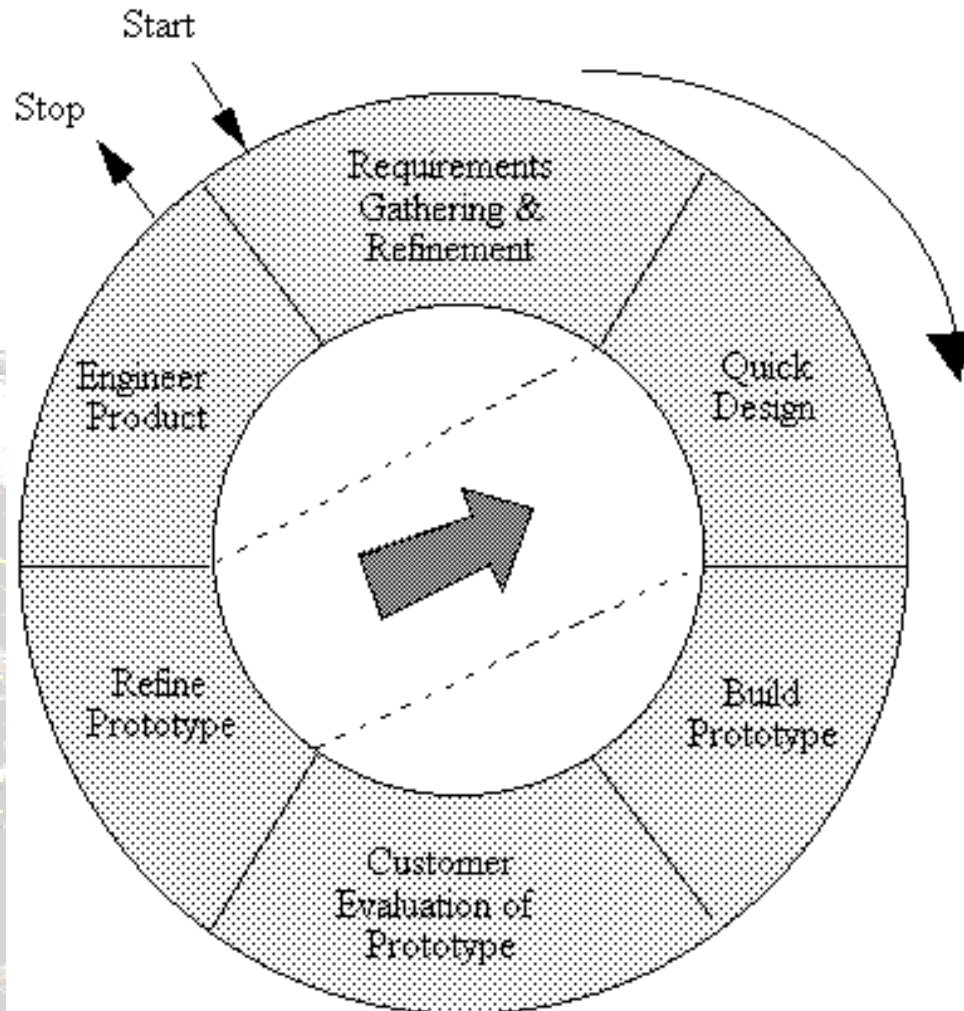 Start
Stop
Requirements
Gathering &
Refinement
Quick
Design
Build
Prototype
Customer
Evaluation of
Prototype
Refine
Prototype
Engineer
Product